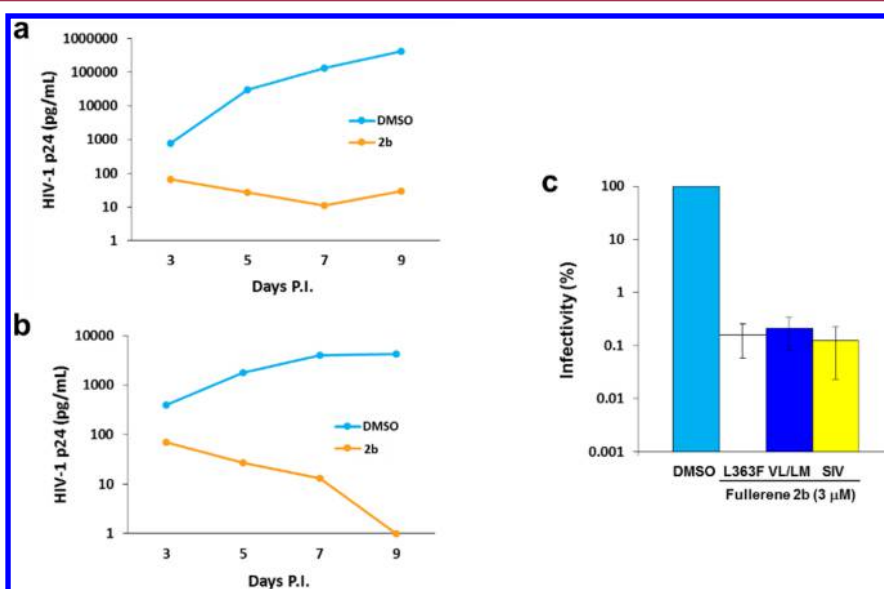 a
HIV-1 p24 (pg/mL)
1000000
100000
10000
1000
100
10
1
DMSO
2b
3 5 7 9
Days P.I.
b
HIV-1 p24 (pg/mL)
10000
1000
100
10
1
DMSO
2b
3 5 7 9
Days P.I.
c
Infectivity (%)
100
10
1
0.1
0.01
0.001
DMSO L363F VL/LM SIV
Fullerene 2b (3 μM)